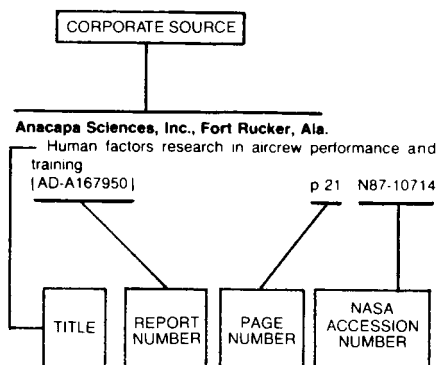 CORPORATE SOURCE
Anacapa Sciences, Inc., Fort Rucker, Ala.
Human factors research in aircrew performance and
training
[AD-A167950] p 21 N87-10714
TITLE
REPORT
NUMBER
PAGE
NUMBER
NASA
ACCESSION
NUMBER